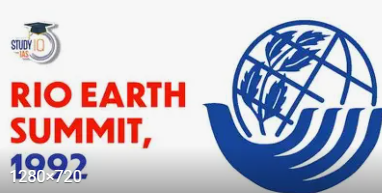 STUDY IQ
IAS
RIO EARTH
SUMMIT,
1992
1280×720